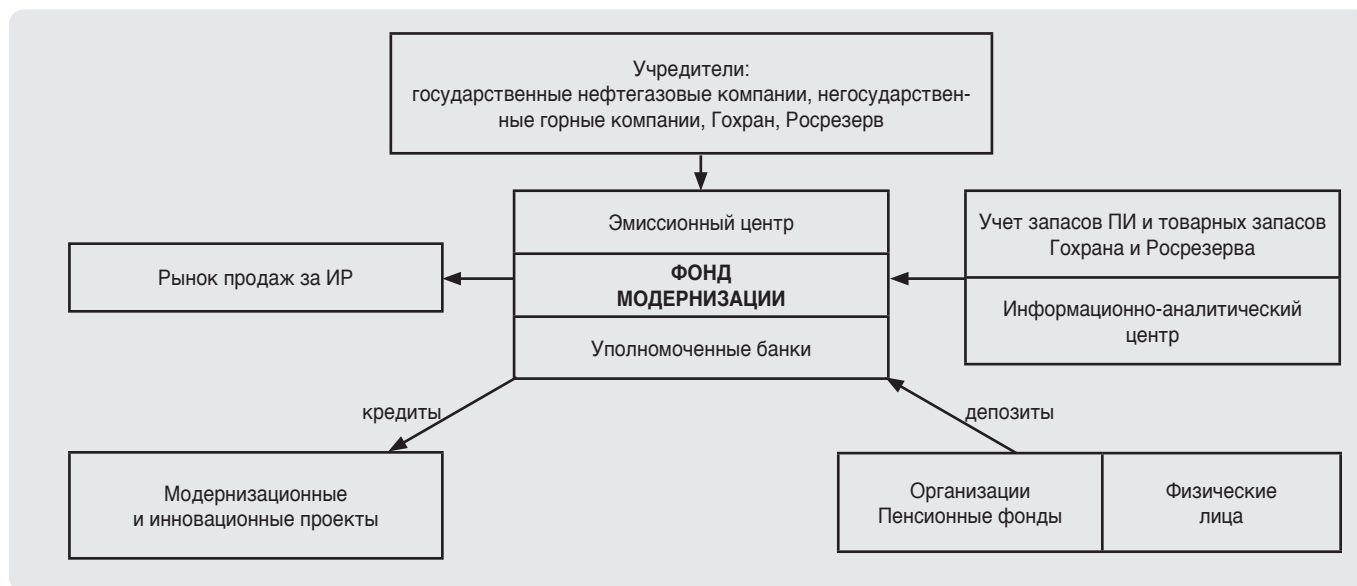 Учредители:
государственные нефтегазовые компании, негосударствен-
ные горные компании, Гохран, Росрезерв
Эмиссионный центр
Учет запасов ПИ и товарных запасов
Гохрана и Росрезерва
Рынок продаж за ИР
ФОНД
МОДЕРНИЗАЦИИ
Информационно-аналитический
центр
Уполномоченные банки
кредиты
депозиты
Модернизационные
и инновационные проекты
Организации
Пенсионные фонды
Физические
лица